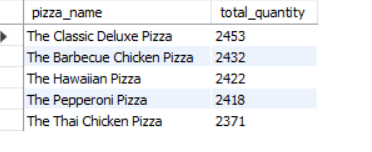 pizza_name total_quantity
The Classic Deluxe Pizza 2453
The Barbecue Chicken Pizza 2432
The Hawaiian Pizza 2422
The Pepperoni Pizza 2418
The Thai Chicken Pizza 2371